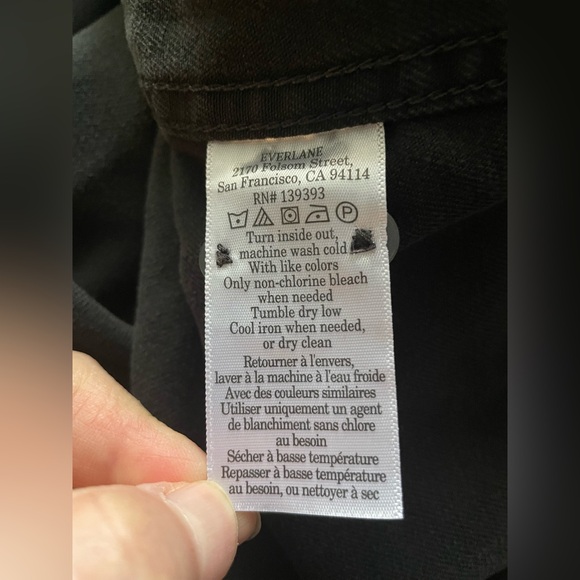 EVERLANE
2170 Folsom Street,
San Francisco, CA 94114
RN# 139393
Turn inside out,
machine wash cold
With like colors
Only non-chlorine bleach
when needed
Tumble dry low
Cool iron when needed,
or dry clean
Retourner à l'envers,
laver à la machine à l'eau froide
Avec des couleurs similaires
Utiliser uniquement un agent
de blanchiment sans chlore
au besoin
Sécher à basse température
Repasser à basse température
au besoin, ou nettoyer à sec